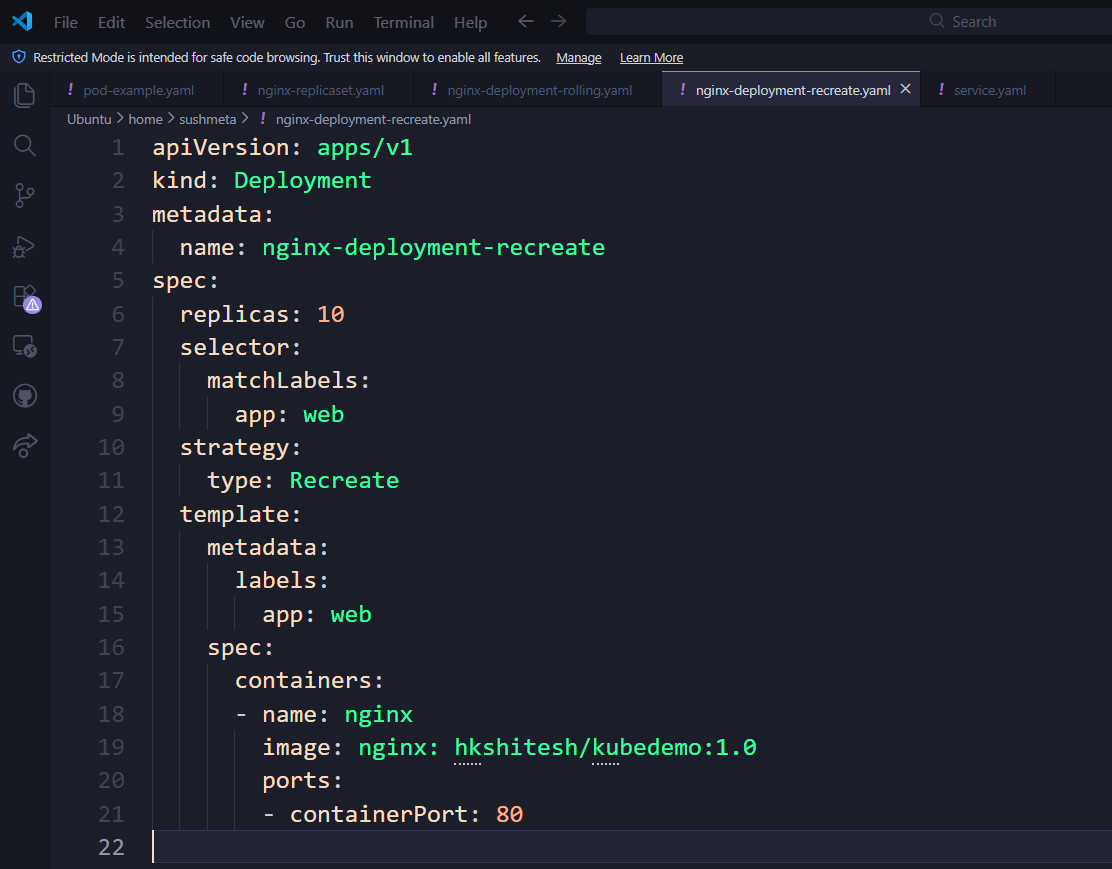 File Edit Selection View Go Run Terminal Help Search
Restricted Mode is intended for safe code browsing. Trust this window to enable all features. Manage Learn More
! pod-example.yaml ! nginx-replicaset.yaml ! nginx-deployment-rolling.yaml ! nginx-deployment-recreate.yaml ! service.yaml
Ubuntu > home > sushmeta > ! nginx-deployment-recreate.yaml
1 apiVersion: apps/v1
2 kind: Deployment
3 metadata:
4   name: nginx-deployment-recreate
5 spec:
6   replicas: 10
7   selector:
8     matchLabels:
9       app: web
10   strategy:
11     type: Recreate
12   template:
13     metadata:
14       labels:
15         app: web
16     spec:
17       containers:
18       - name: nginx
19         image: nginx: hkshitesh/kubedemo:1.0
20         ports:
21         - containerPort: 80
22